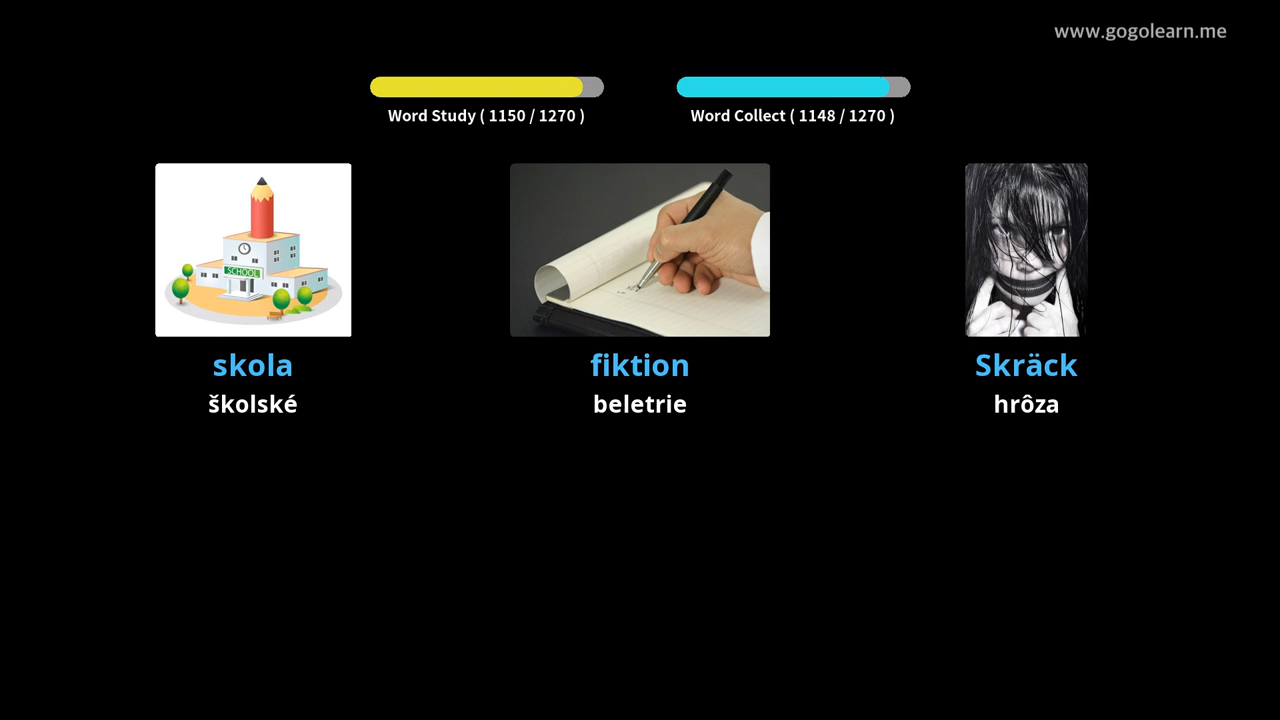 www.gogolearn.me
Word Study ( 1150 / 1270 )
Word Collect ( 1148 / 1270 )
SCHOOL
skola
fiktion
Skräck
školské
beletrie
hrôza